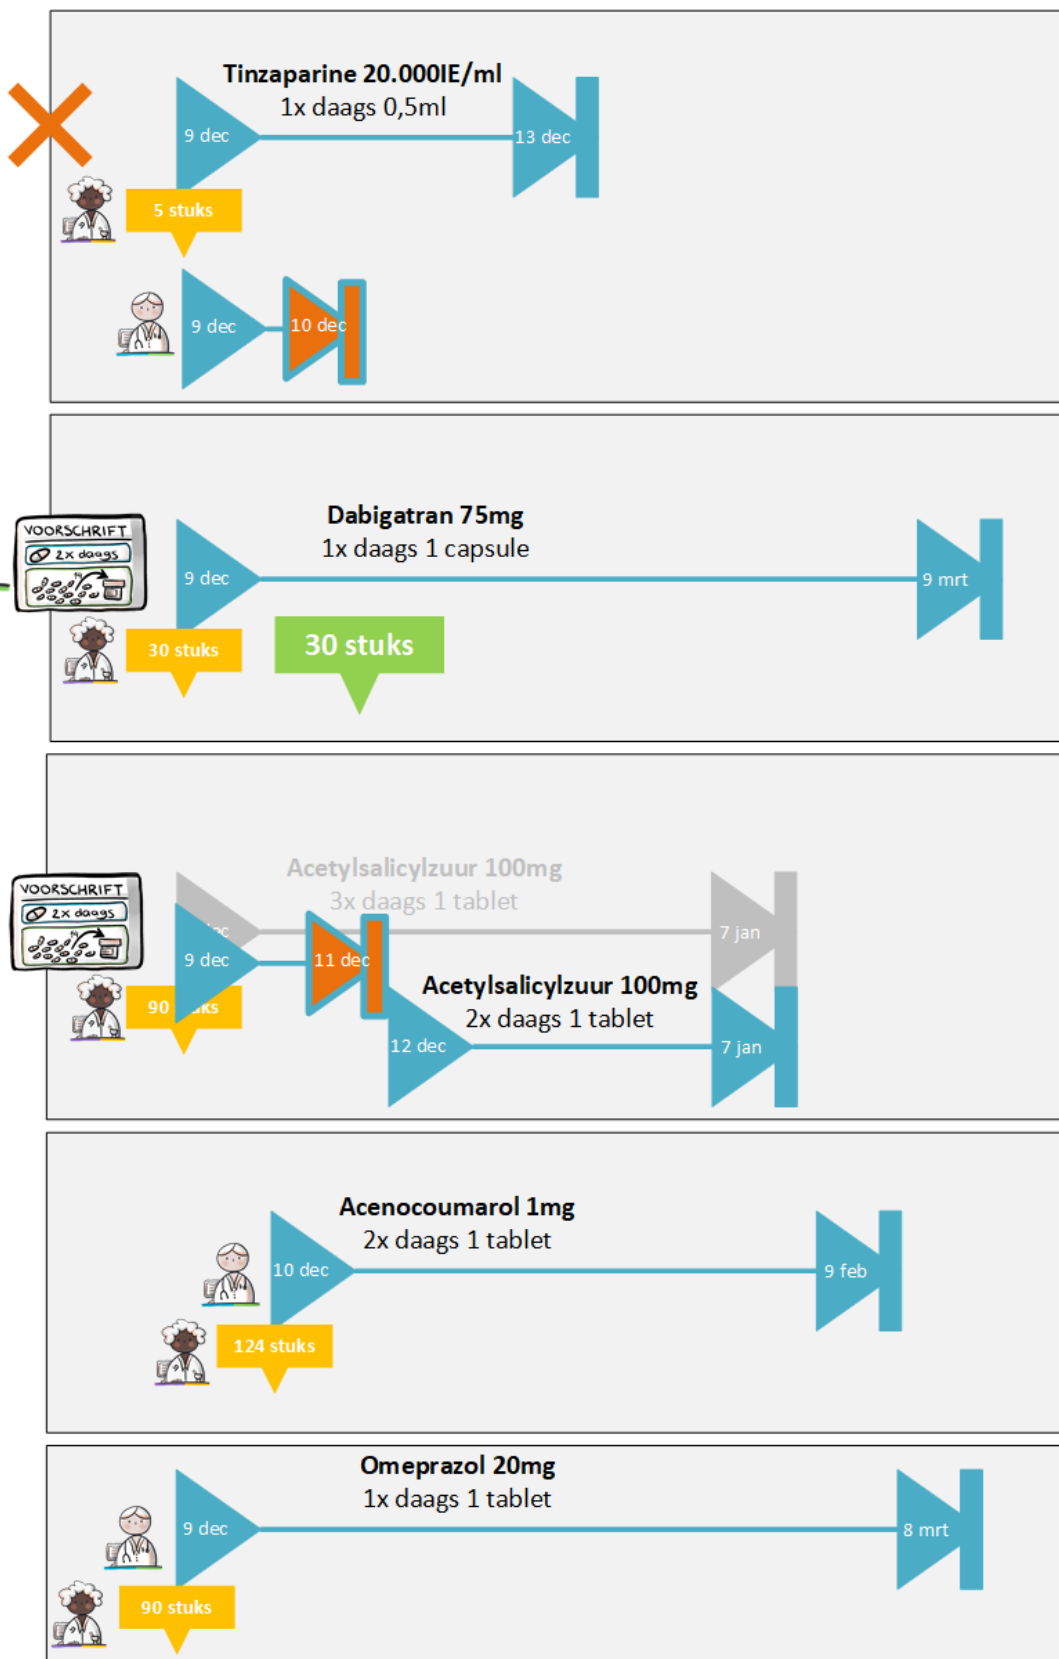 Tinzaparine 20.000IE/ml
1x daags 0,5ml
9 dec
13 dec
5 stuks
9 dec
10 dec
VOORSCHRIFT
2x daags
Dabigatran 75mg
1x daags 1 capsule
9 dec
9 mrt
30 stuks
30 stuks
Acetylsalicylzuur 100mg
3x daags 1 tablet
7 jan
VOORSCHRIFT
2x daags
9 dec
11 dec
90
Acetylsalicylzuur 100mg
2x daags 1 tablet
12 dec
7 jan
Acenocoumarol 1mg
2x daags 1 tablet
10 dec
9 feb
124 stuks
Omeprazol 20mg
1x daags 1 tablet
9 dec
8 mrt
90 stuks